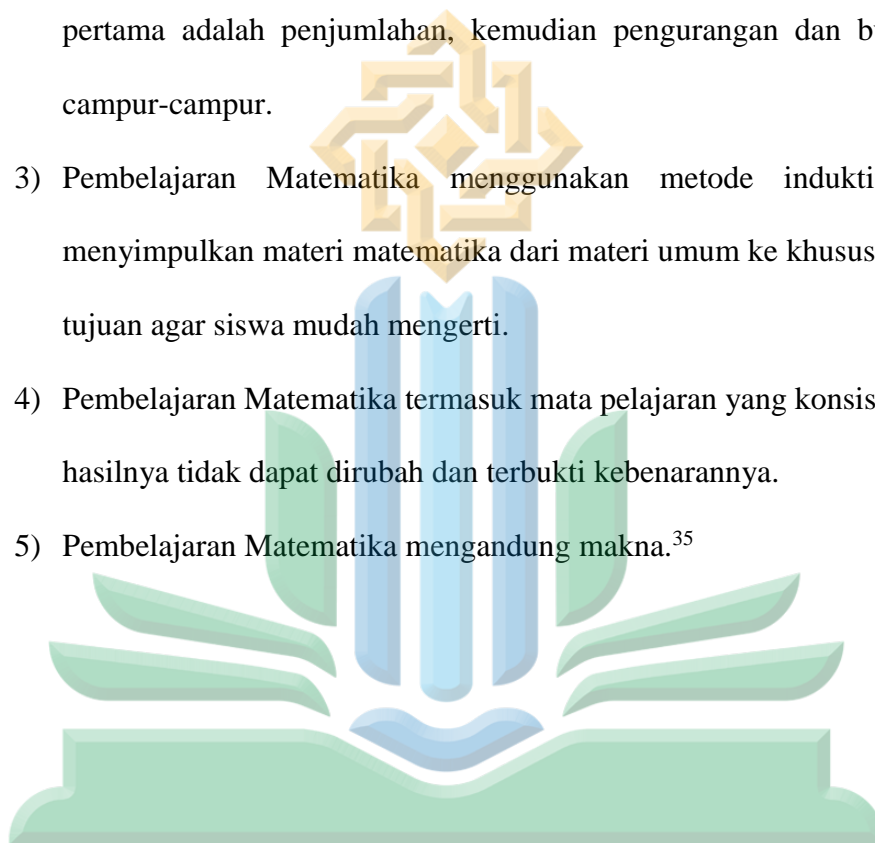 pertama adalah penjumlahan, kemudian pengurangan dan
campur-campur.
3) Pembelajaran Matematika menggunakan metode
menyimpulkan materi matematika dari materi umum ke khusus
tujuan agar siswa mudah mengerti.
4) Pembelajaran Matematika termasuk mata pelajaran yang
hasilnya tidak dapat dirubah dan terbukti kebenarannya.
5) Pembelajaran Matematika mengandung makna.35